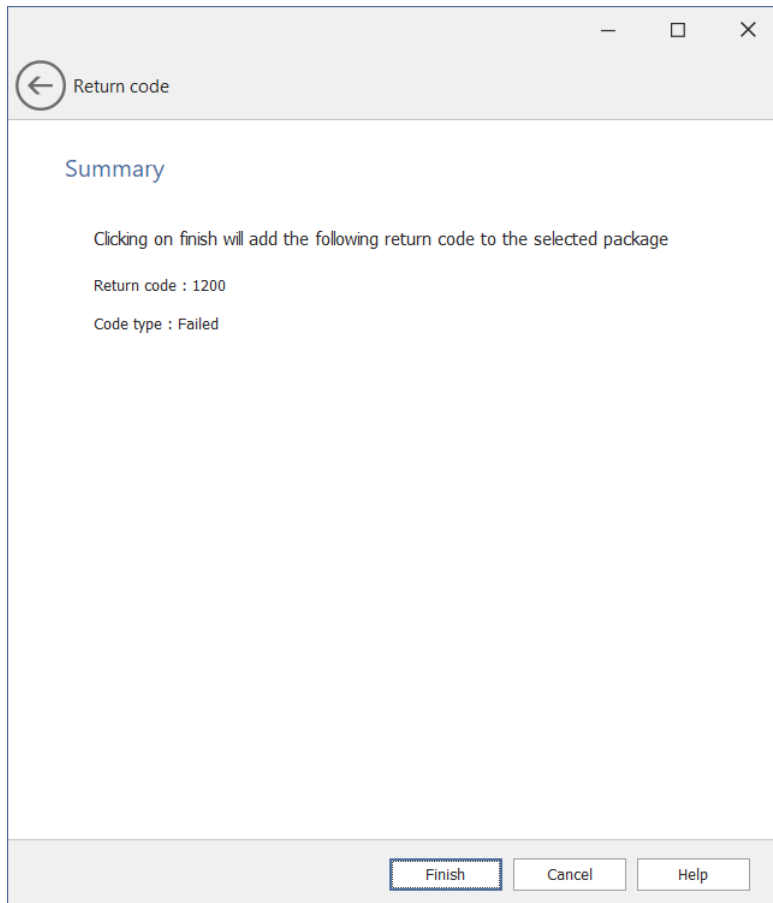 Return code
Summary
Clicking on finish will add the following return code to the selected package
Return code : 1200
Code type : Failed
Finish
Cancel
Help